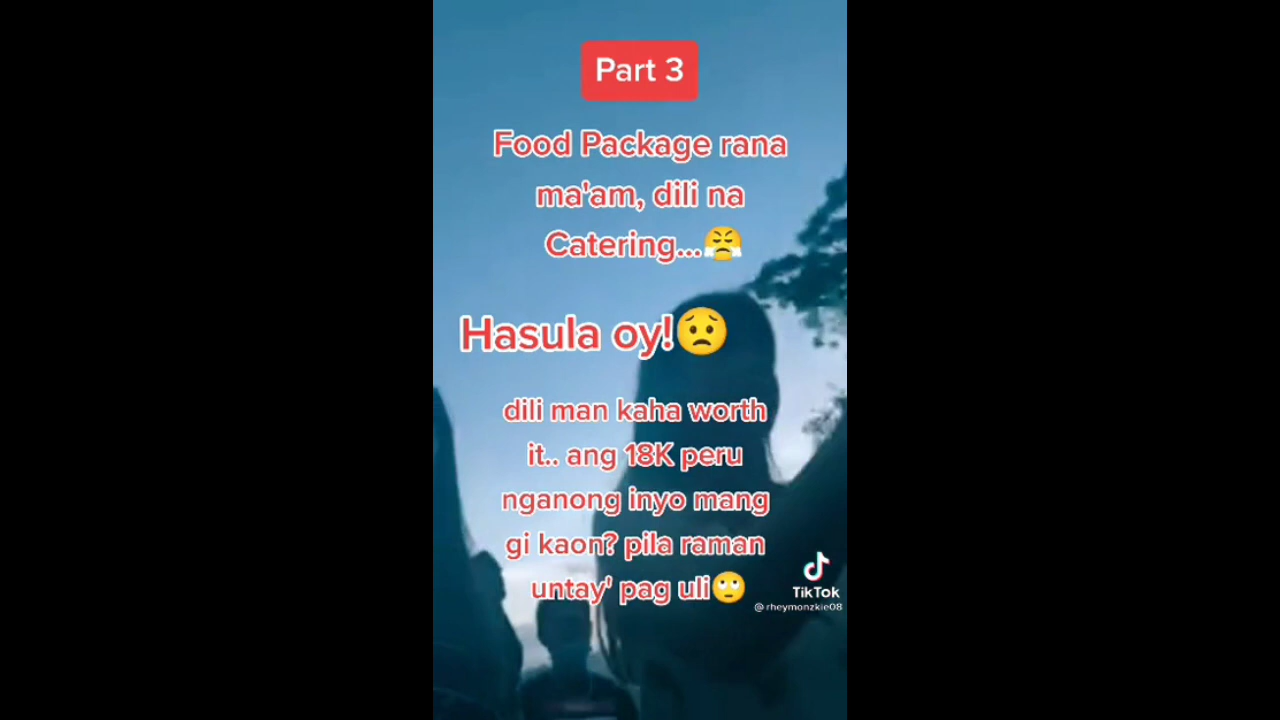 Part 3
Food Package rana
ma'am, dili na
Catering...😤
Hasula oy!😟
dili man kaha worth
it.. ang 18K peru
nganong inyo mang
gi kaon? pila raman
untay' pag uli🙄
TikTok
@rheymonzkie08